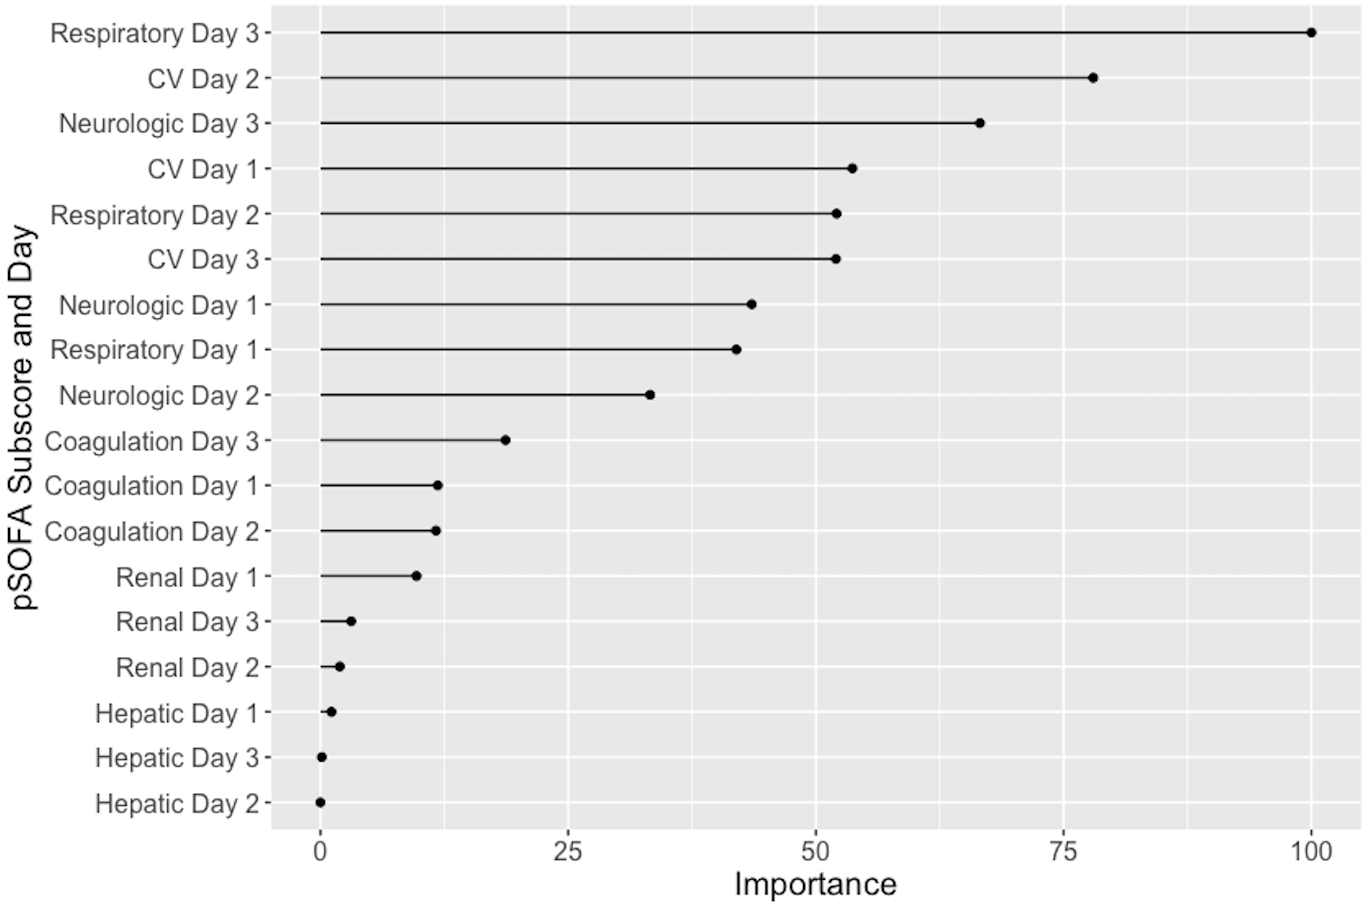 pSOFA Subscore and Day
Respiratory Day 3
CV Day 2
Neurologic Day 3
CV Day 1
Respiratory Day 2
CV Day 3
Neurologic Day 1
Respiratory Day 1
Neurologic Day 2
Coagulation Day 3
Coagulation Day 1
Coagulation Day 2
Renal Day 1
Renal Day 3
Renal Day 2
Hepatic Day 1
Hepatic Day 3
Hepatic Day 2
0 25 50 75 100
Importance